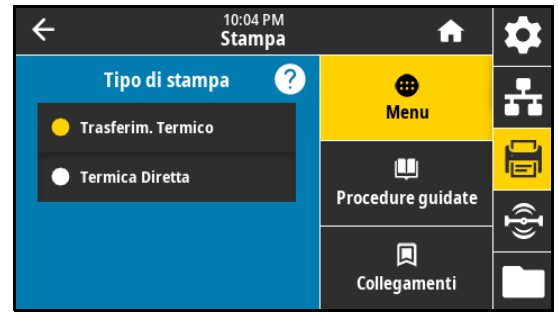 10:04 PM
Stampa
Tipo di stampa
?
Trasferim. Termico
Termica Diretta
Menu
Procedure guidate
Collegamenti